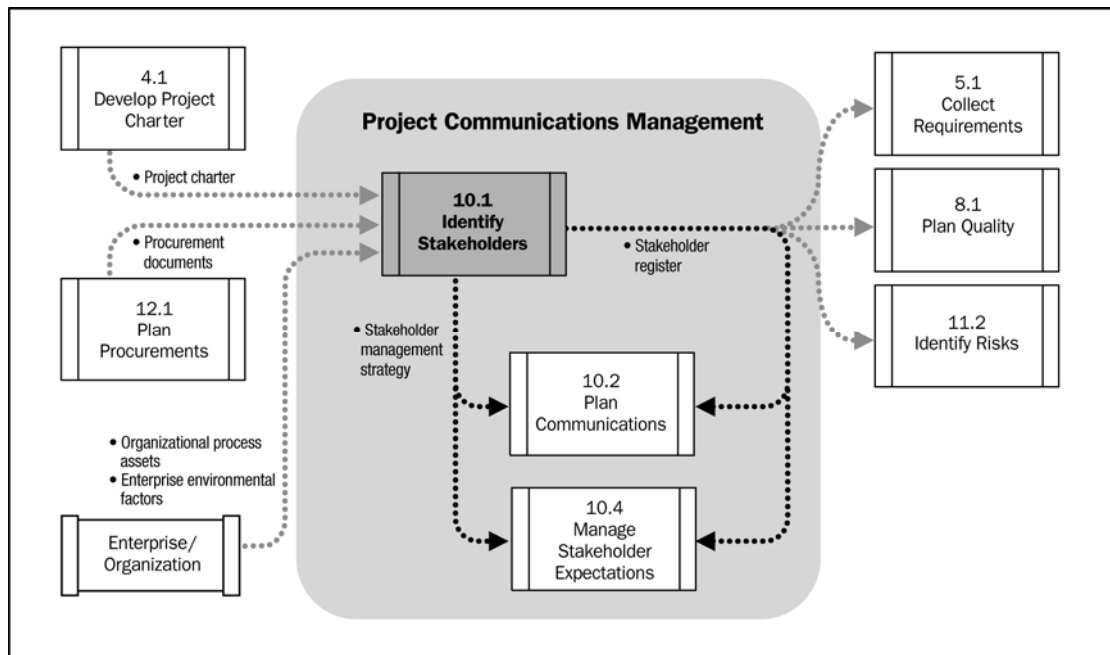 4.1
Develop Project
Charter
• Project charter
• Procurement
documents
12.1
Plan
Procurements
• Organizational process
assets
• Enterprise environmental
factors
Enterprise/
Organization
Project Communications Management
10.1
Identify
Stakeholders
• Stakeholder
register
• Stakeholder
management
strategy
10.2
Plan
Communications
10.4
Manage
Stakeholder
Expectations
5.1
Collect
Requirements
8.1
Plan Quality
11.2
Identify Risks